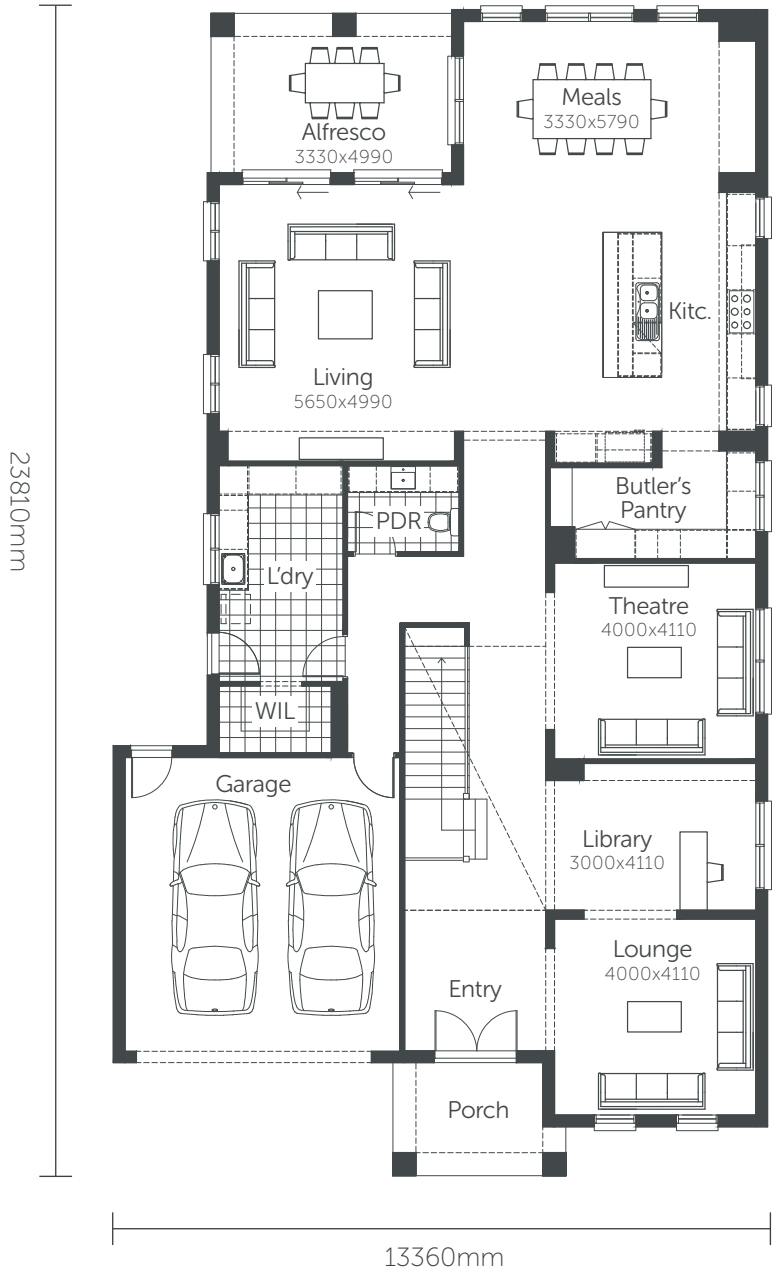 Meals
3330x5790
Alfresco
3330x4990
Kitc.
Living
5650x4990
23810mm
Butler's
Pantry
PDR
L'dry
Theatre
4000x4110
WIL
Garage
Library
3000x4110
Lounge
4000x4110
Entry
Porch
13360mm